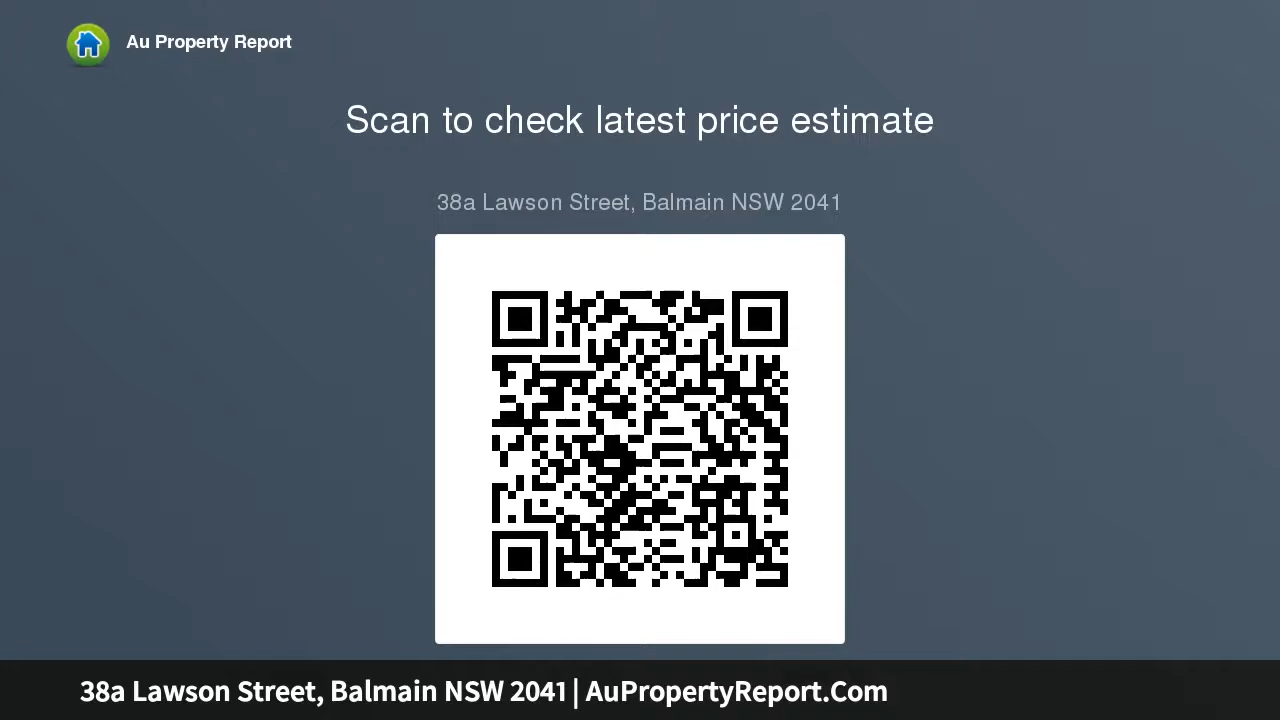 Au Property Report
Scan to check latest price estimate
38a Lawson Street, Balmain NSW 2041
38a Lawson Street, Balmain NSW 2041 | AuPropertyReport.Com